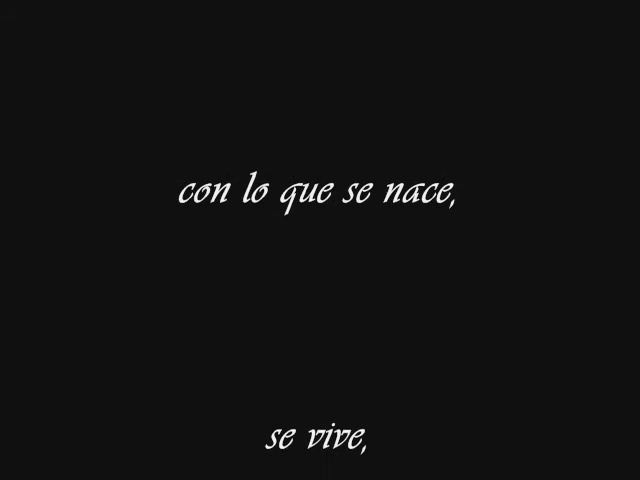 con lo que se nace,
se vive,